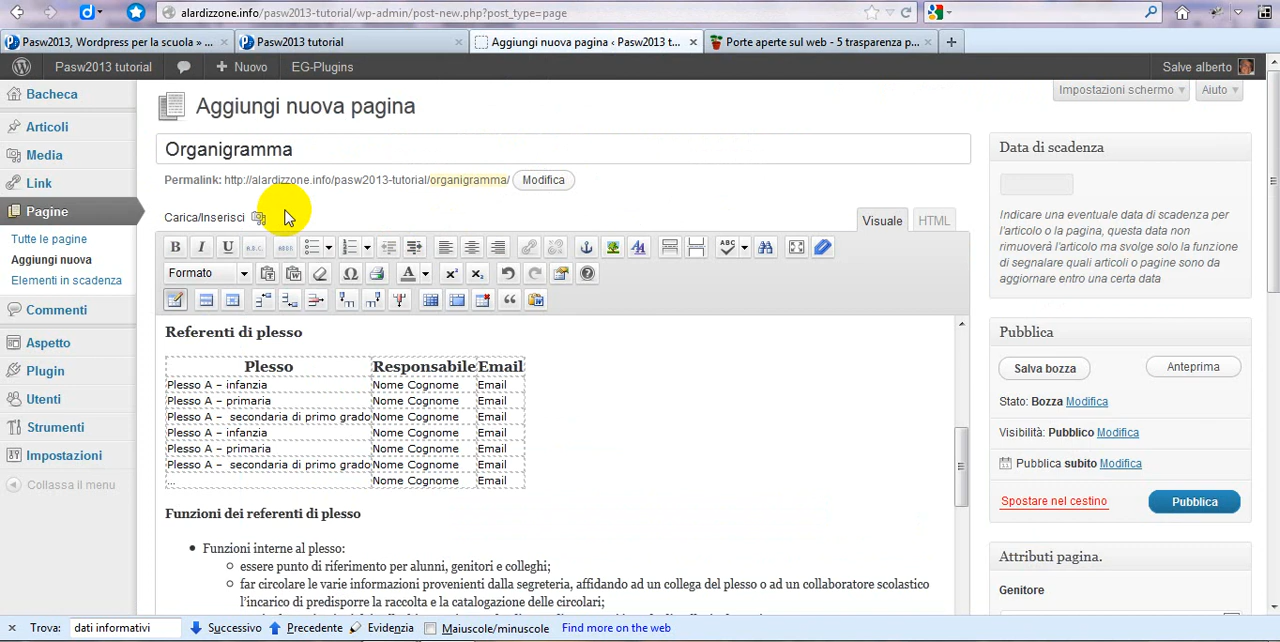 alardizzone.info/pasw2013-tutorial/wp-admin/post-new.php?post_type=page
Pasw2013, Wordpress per la scuola » ...
Pasw2013 tutorial
Aggiungi nuova pagina ‹ Pasw2013 t...
Porte aperte sul web - 5 trasparenza p...
Pasw2013 tutorial
Nuovo
EG-Plugins
Salve alberto
Bacheca
Articoli
Media
Link
Pagine
Tutte le pagine
Aggiungi nuova
Elementi in scadenza
Commenti
Aspetto
Plugin
Utenti
Strumenti
Impostazioni
Collassa il menu
Impostazioni schermo
Aiuto
Aggiungi nuova pagina
Organigramma
Permalink: http://alardizzone.info/pasw2013-tutorial/organigramma/ Modifica
Carica/Inserisci
Visuale
HTML
B I U ABC
ABC
Formato
A
Referenti di plesso
Plesso Responsabile Email
Plesso A – infanzia Nome Cognome Email
Plesso A – primaria Nome Cognome Email
Plesso A – secondaria di primo grado Nome Cognome Email
Plesso A – infanzia Nome Cognome Email
Plesso A – primaria Nome Cognome Email
Plesso A – secondaria di primo grado Nome Cognome Email
... Nome Cognome Email
Funzioni dei referenti di plesso
Funzioni interne al plesso:
essere punto di riferimento per alunni, genitori e colleghi;
far circolare le varie informazioni provenienti dalla segreteria, affidando ad un collega del plesso o ad un collaboratore scolastico
l'incarico di predisporre la raccolta e la catalogazione delle circolari;
Data di scadenza
Indicare una eventuale data di scadenza per
l'articolo o la pagina, questa data non
rimuoverà l'articolo ma svolge solo la funzione
di segnalare quali articoli o pagine sono da
aggiornare entro una certa data
Pubblica
Salva bozza
Anteprima
Stato: Bozza Modifica
Visibilità: Pubblico Modifica
Pubblica subito Modifica
Spostare nel cestino
Pubblica
Attributi pagina.
Genitore
Trova: dati informativi Successivo Precedente Evidenzia Maiuscole/minuscole Find more on the web